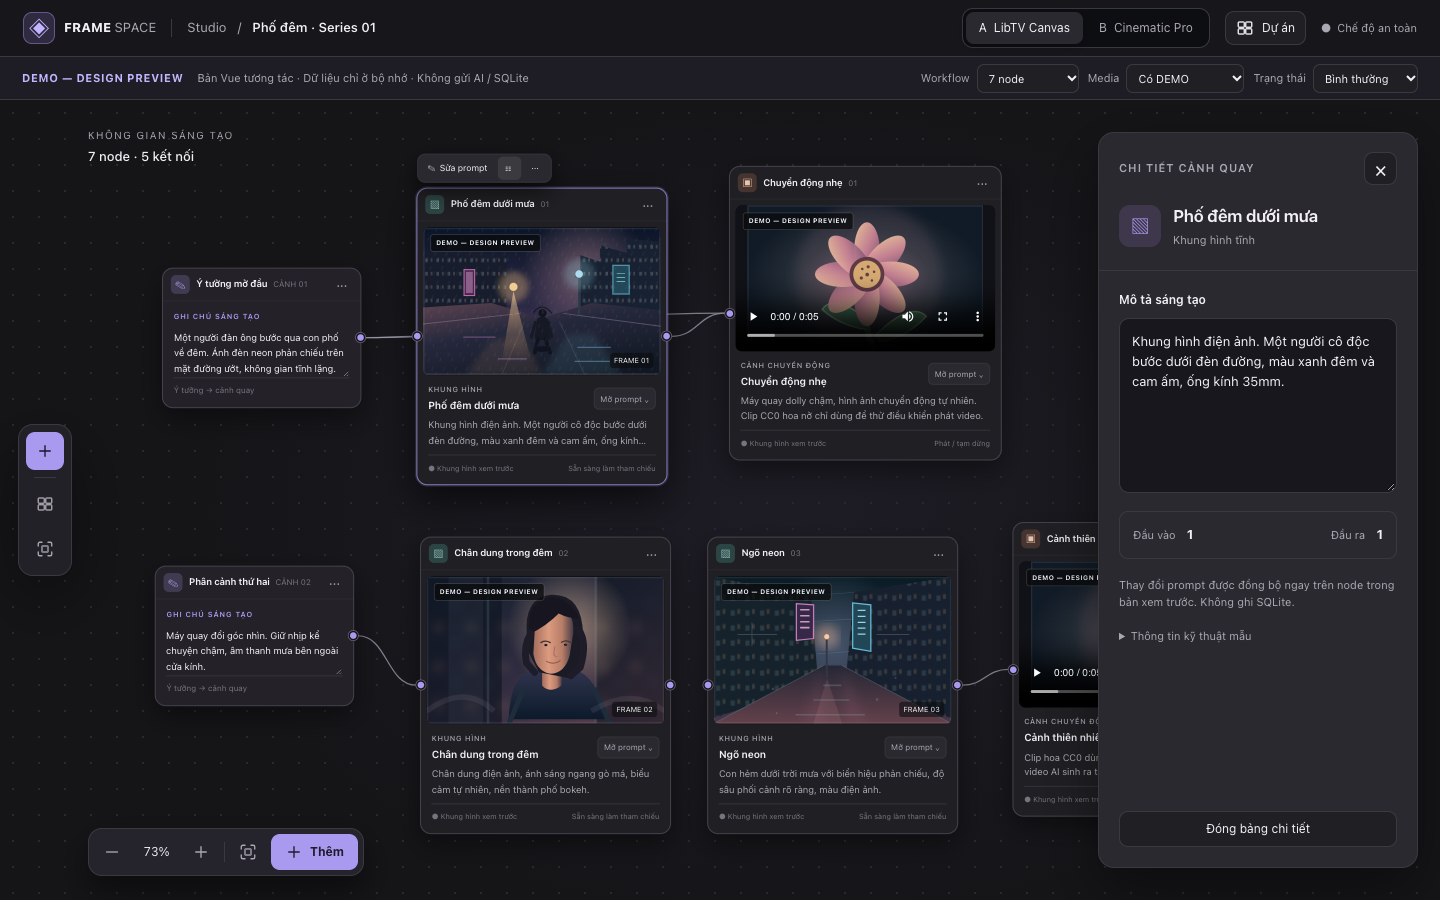 FRAME SPACE
Studio / Phố đêm · Series 01
A LibTV Canvas
B Cinematic Pro
Dự án
Chế độ an toàn
DEMO — DESIGN PREVIEW
Bản Vue tương tác · Dữ liệu chỉ ở bộ nhớ · Không gửi AI / SQLite
Workflow
7 node
Media
Có DEMO
Trạng thái
Bình thường
KHÔNG GIAN SÁNG TẠO
7 node · 5 kết nối
Sửa prompt
Phố đêm dưới mưa 01
DEMO — DESIGN PREVIEW
FRAME 01
KHUNG HÌNH
Phố đêm dưới mưa
Mở prompt
Khung hình điện ảnh. Một người cô độc bước dưới
đèn đường, màu xanh đêm và cam ấm, ống kính...
Khung hình xem trước
Sẵn sàng làm tham chiếu
Chuyển động nhẹ 01
DEMO — DESIGN PREVIEW
0:00 / 0:05
CẢNH CHUYỂN ĐỘNG
Chuyển động nhẹ
Mở prompt
Máy quay dolly chậm, hình ảnh chuyển động tự nhiên.
Clip CC0 hoa nở chỉ dùng để thử điều khiển phát video.
Khung hình xem trước
Phát / tạm dừng
Ý tưởng mở đầu CẢNH 01
GHI CHÚ SÁNG TẠO
Một người đàn ông bước qua con phố
về đêm. Ánh đèn neon phản chiếu trên
mặt đường ướt, không gian tĩnh lặng.
Ý tưởng → cảnh quay
Phân cảnh thứ hai CẢNH 02
GHI CHÚ SÁNG TẠO
Máy quay đổi góc nhìn. Giữ nhịp kể
chuyện chậm, âm thanh mưa bên ngoài
cửa kính.
Ý tưởng → cảnh quay
Chân dung trong đêm 02
DEMO — DESIGN PREVIEW
FRAME 02
KHUNG HÌNH
Chân dung trong đêm
Mở prompt
Chân dung điện ảnh, ánh sáng ngang gò má, biểu
cảm tự nhiên, nền thành phố bokeh.
Khung hình xem trước
Sẵn sàng làm tham chiếu
Ngõ neon 03
DEMO — DESIGN PREVIEW
FRAME 03
KHUNG HÌNH
Ngõ neon
Mở prompt
Con hẻm dưới trời mưa với biển hiệu phản chiếu, độ
sâu phối cảnh rõ ràng, màu điện ảnh.
Khung hình xem trước
Sẵn sàng làm tham chiếu
Cảnh thiên
DEMO — DESIGN
0:00 / 0:0
CẢNH CHUYỂN
Cảnh thiên
Clip hoa CC0
video AI sinh ra
Khung hình xem
CHI TIẾT CẢNH QUAY
Phố đêm dưới mưa
Khung hình tĩnh
Mô tả sáng tạo
Khung hình điện ảnh. Một người cô độc
bước dưới đèn đường, màu xanh đêm và
cam ấm, ống kính 35mm.
Đầu vào 1
Đầu ra 1
Thay đổi prompt được đồng bộ ngay trên node trong
bản xem trước. Không ghi SQLite.
Thông tin kỹ thuật mẫu
Đóng bảng chi tiết
73%
Thêm